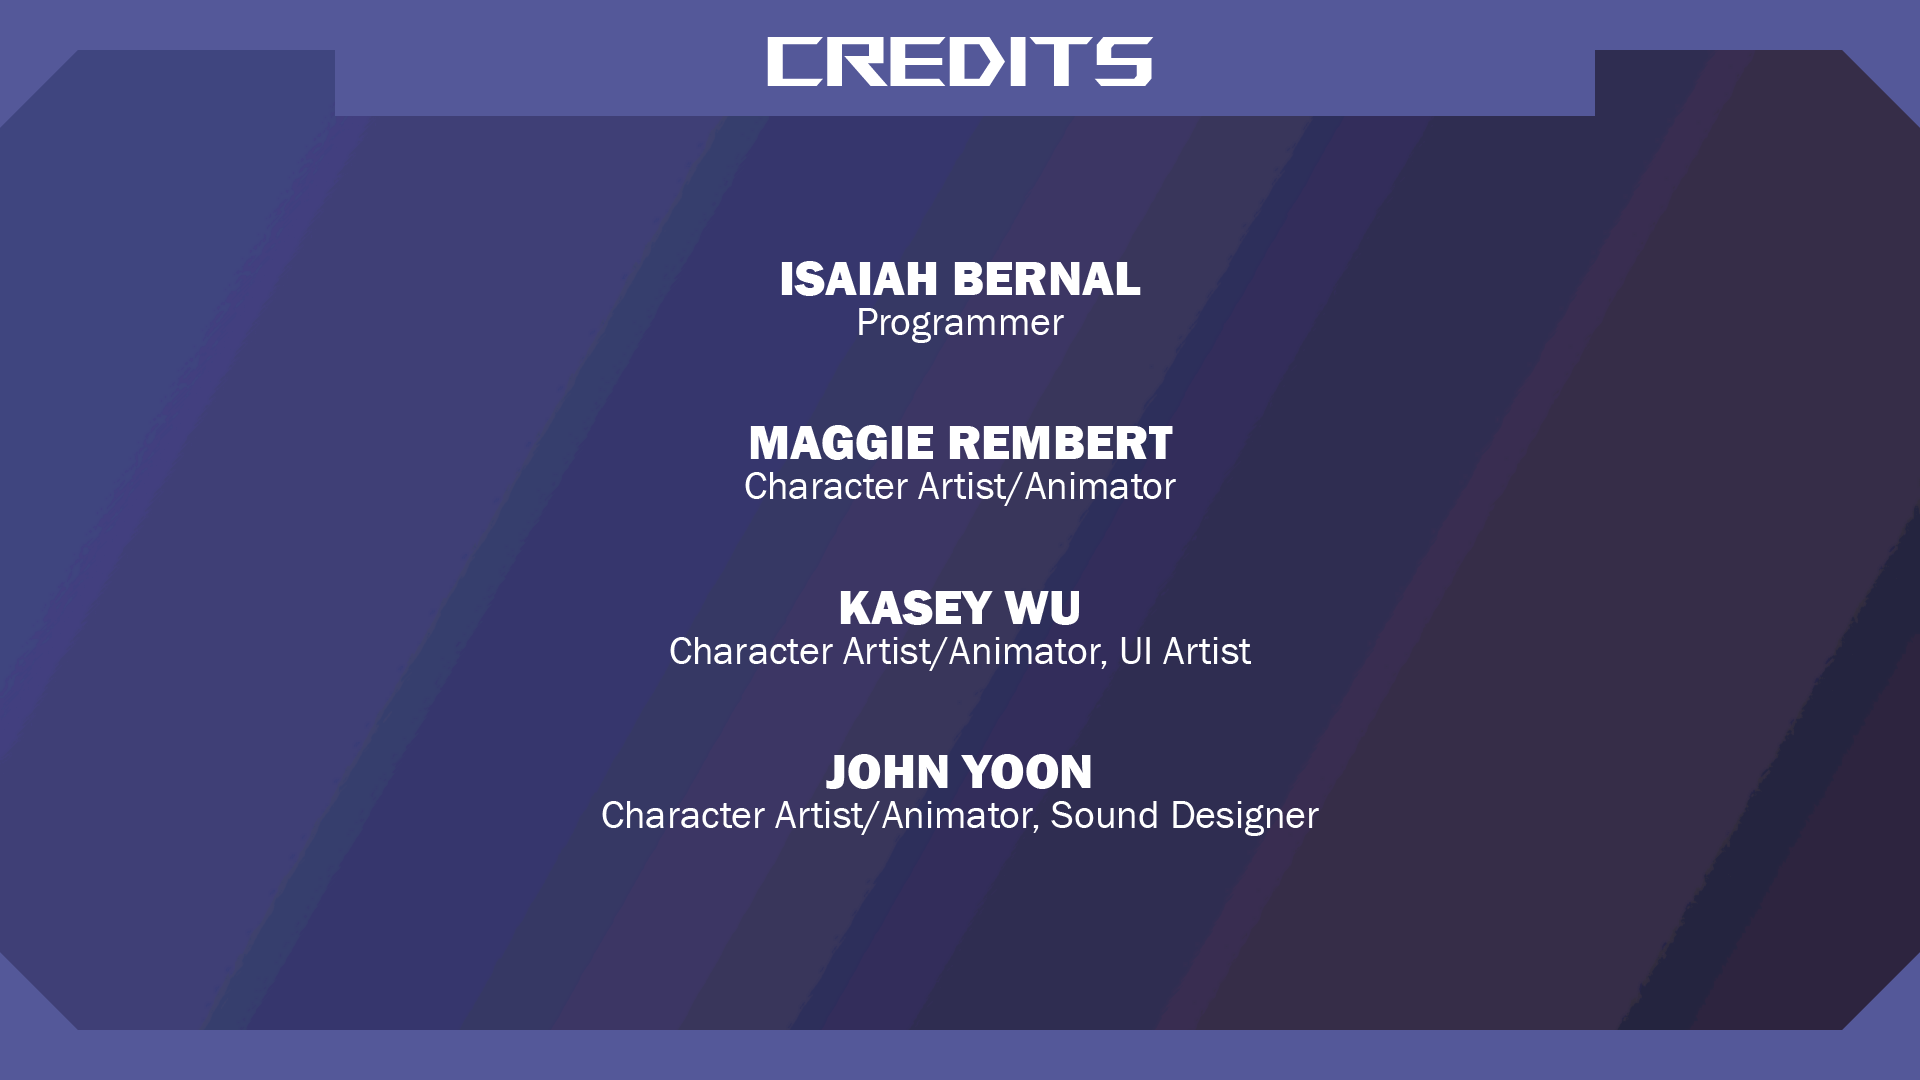 CREDITS
ISAIAH BERNAL
Programmer
MAGGIE REMBERT
Character Artist/Animator
KASEY WU
Character Artist/Animator, UI Artist
JOHN YOON
Character Artist/Animator, Sound Designer